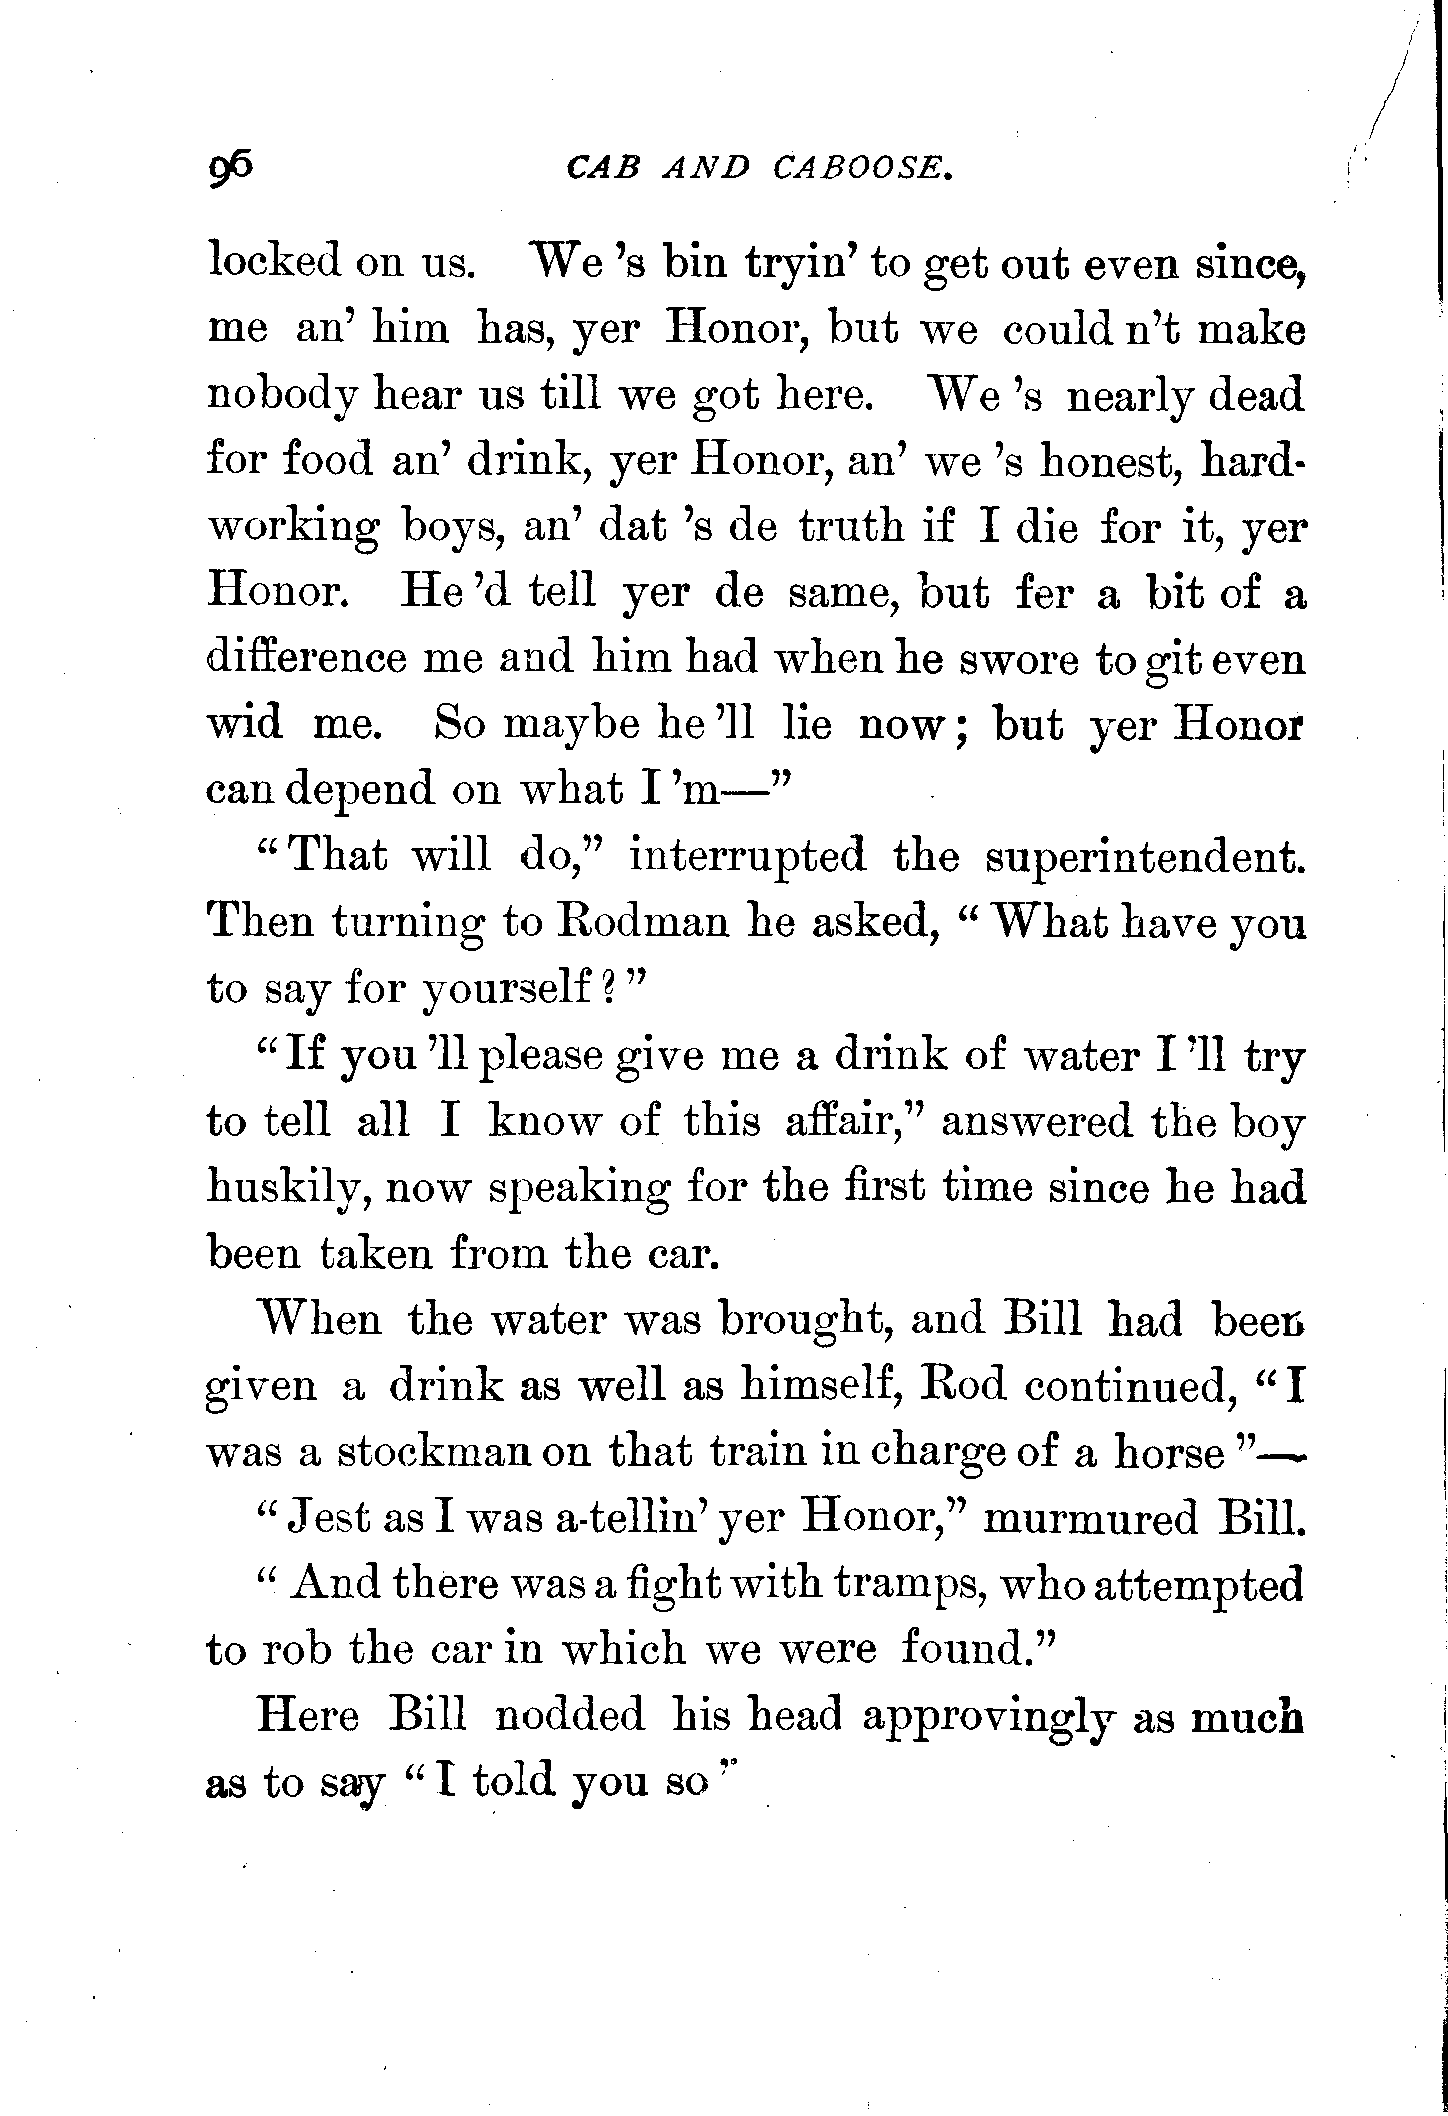 96 CAB AND CABOOSE.
locked on us. We 's bin tryin' to get out even since,
me an' him has, yer Honor, but we could n't make
nobody hear us till we got here. We 's nearly dead
for food an' drink, yer Honor, an' we 's honest, hard-
working boys, an' dat 's de truth if I die for it, yer
Honor. He 'd tell yer de same, but fer a bit of a
difference me and him had when he swore to git even
wid me. So maybe he 'll lie now; but yer Honor
can depend on what I 'm—"
"That will do," interrupted the superintendent.
Then turning to Rodman he asked, "What have you
to say for yourself?"
"If you 'll please give me a drink of water I 'll try
to tell all I know of this affair," answered the boy
huskily, now speaking for the first time since he had
been taken from the car.
When the water was brought, and Bill had been
given a drink as well as himself, Rod continued, "I
was a stockman on that train in charge of a horse"—
"Jest as I was a-tellin' yer Honor," murmured Bill.
"And there was a fight with tramps, who attempted
to rob the car in which we were found."
Here Bill nodded his head approvingly as much
as to say "I told you so"